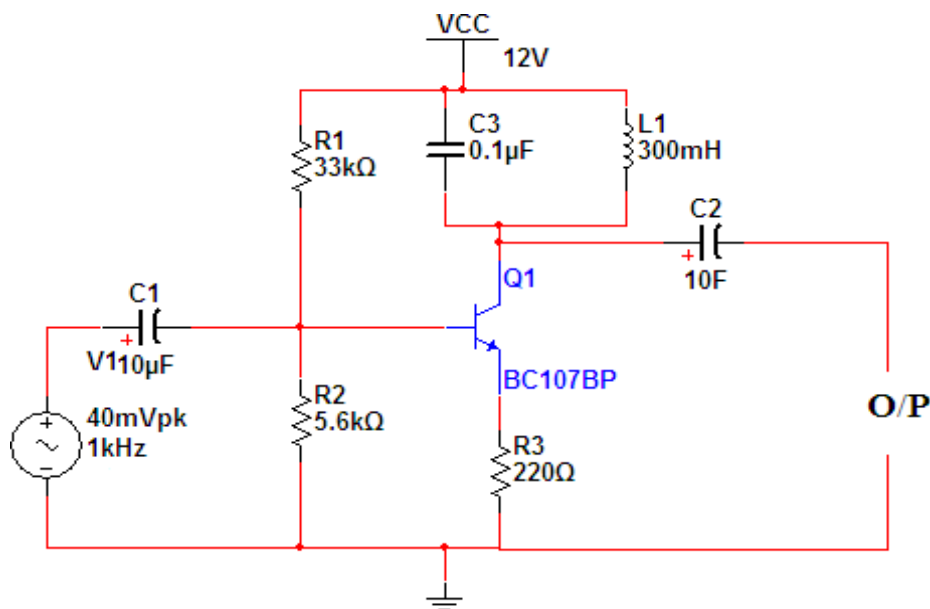 VCC
12V
R1
33kΩ
C3
0.1µF
L1
300mH
C2
+
10F
Q1
C1
+
V1
10µF
BC107BP
R2
5.6kΩ
40mVpk
1kHz
R3
220Ω
O/P